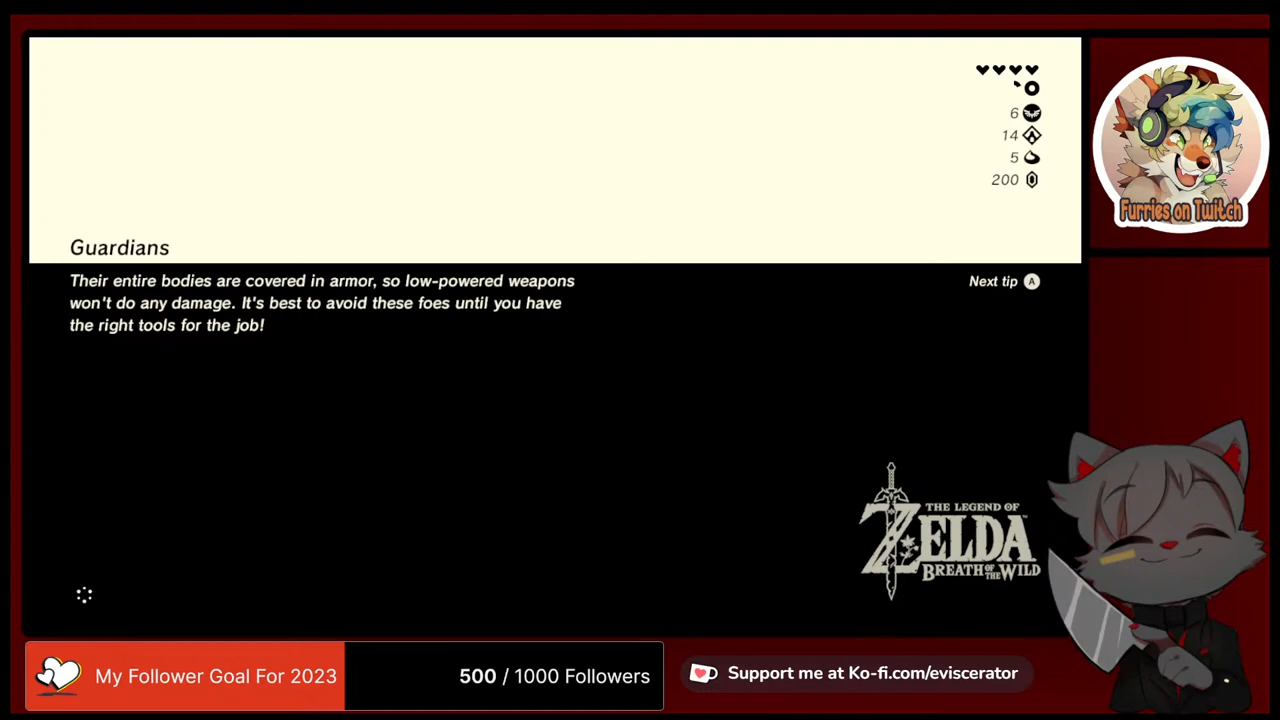 6
14
5
200
Guardians
Their entire bodies are covered in armor, so low-powered weapons
won't do any damage. It's best to avoid these foes until you have
the right tools for the job!
Next tip A
Furries on Twitch
THE LEGEND OF
ZELDA
BREATH OF THE WILD
My Follower Goal For 2023
500 / 1000 Followers
Support me at Ko-fi.com/eviscerator